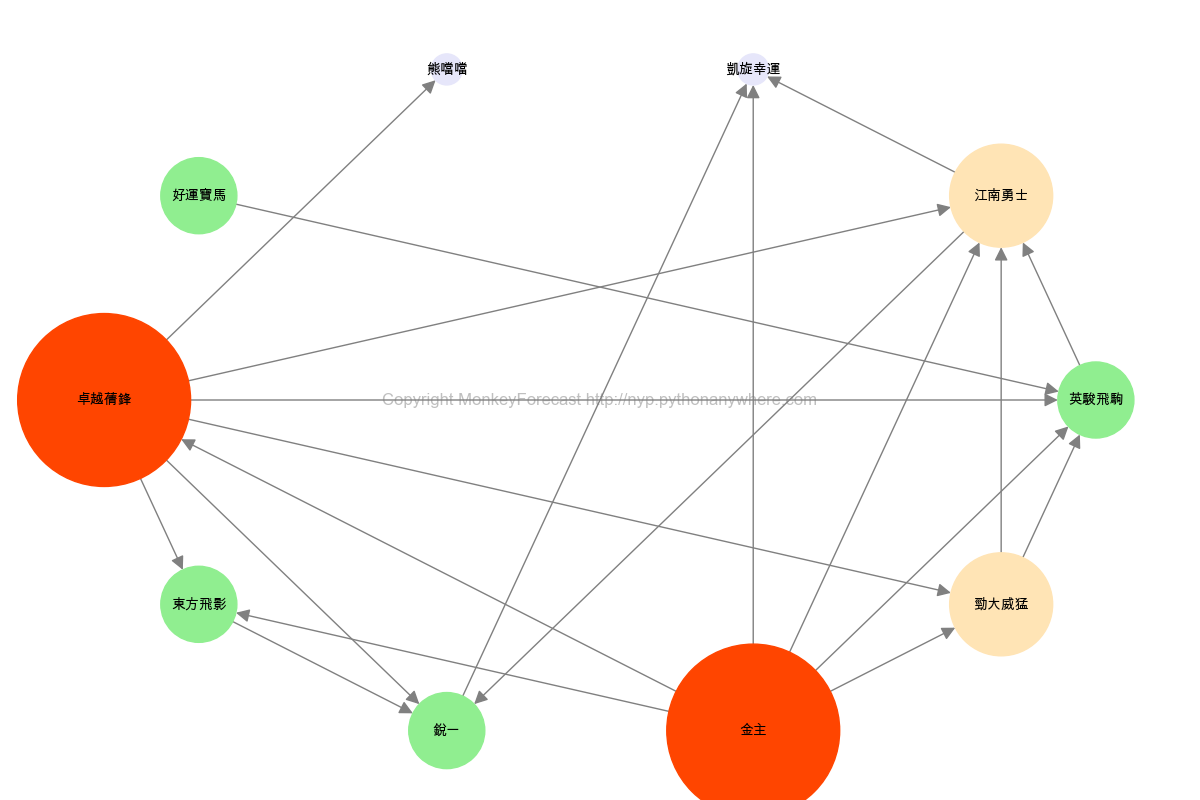 熊噹噹
凱旋幸運
好運寶馬
江南勇士
卓越蒨鋒
Copyright MonkeyForecast http://nyp.pythonanywhere.com
英駿飛駒
東方飛影
勁大威猛
銳一
金主